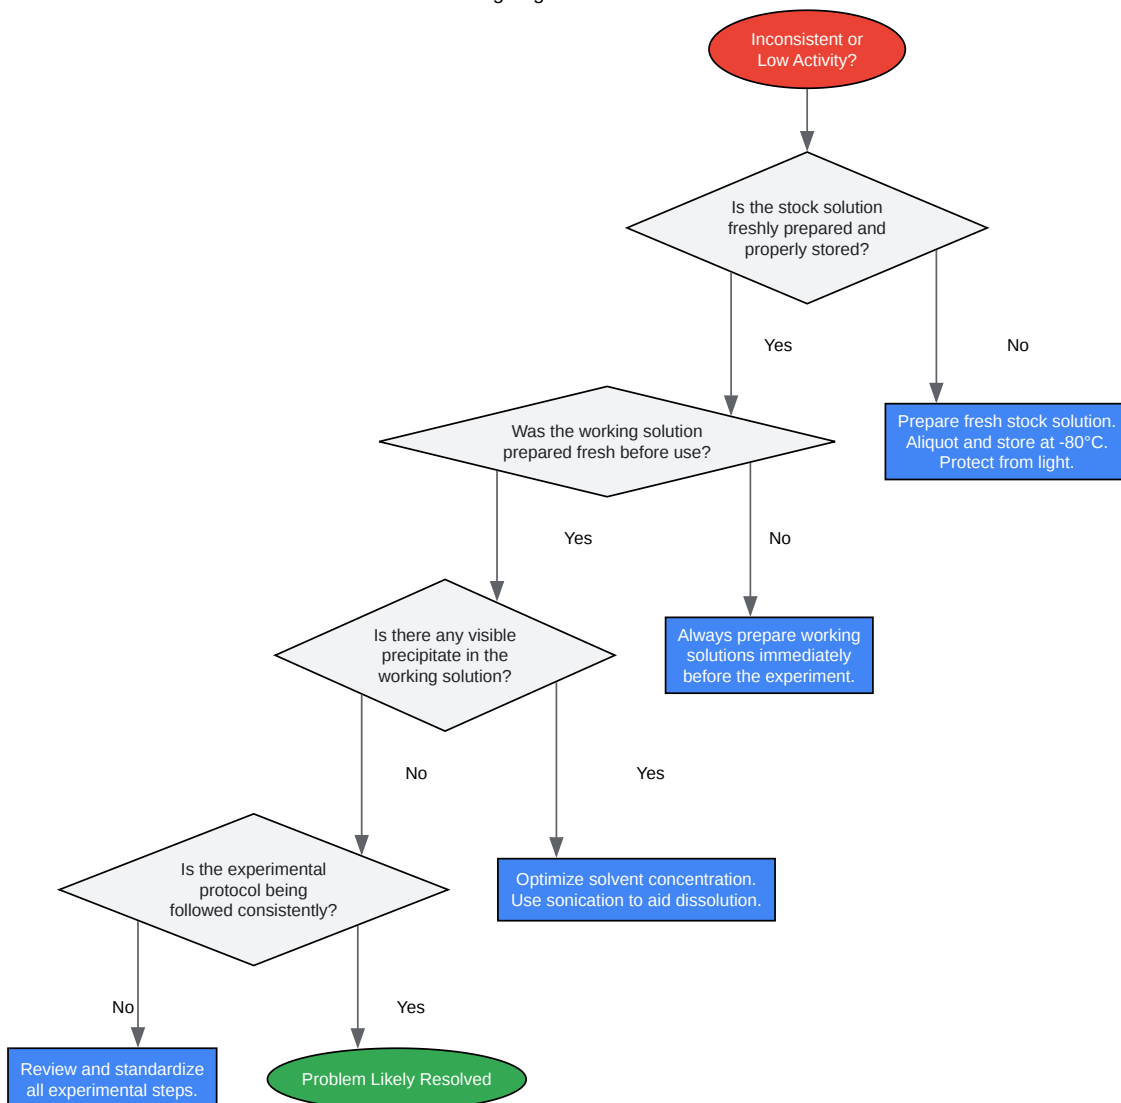 Inconsistent or
Low Activity?
Is the stock solution
freshly prepared and
properly stored?
Yes
No
Prepare fresh stock solution.
Aliquot and store at -80°C.
Protect from light.
Was the working solution
prepared fresh before use?
Yes
No
Always prepare working
solutions immediately
before the experiment.
Is there any visible
precipitate in the
working solution?
No
Yes
Optimize solvent concentration.
Use sonication to aid dissolution.
Is the experimental
protocol being
followed consistently?
No
Yes
Review and standardize
all experimental steps.
Problem Likely Resolved